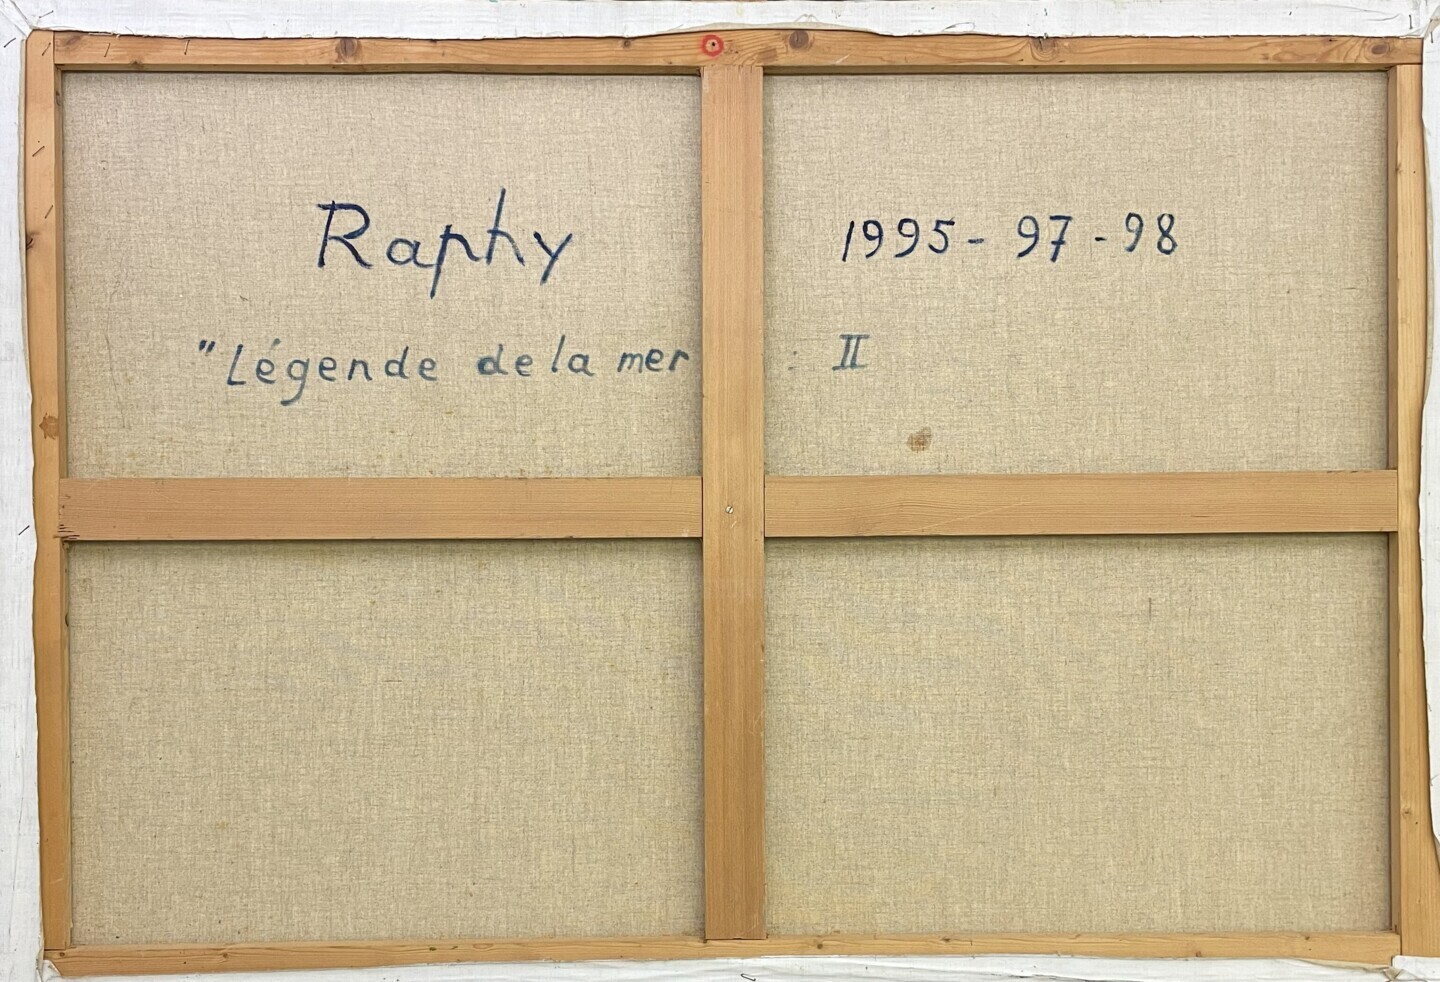 Raphy 1995 - 97 - 98
"Légende de la mer : II